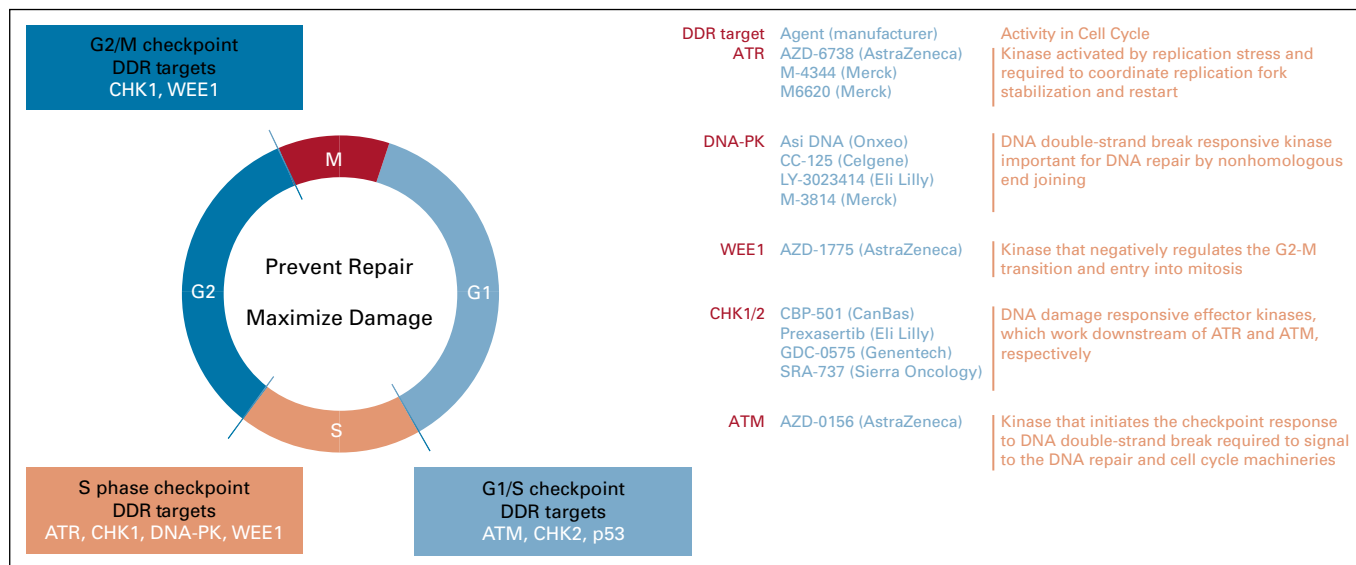 G2/M checkpoint
DDR targets
CHK1, WEE1
M
G2
G1
S
Prevent Repair
Maximize Damage
S phase checkpoint
DDR targets
ATR, CHK1, DNA-PK, WEE1
G1/S checkpoint
DDR targets
ATM, CHK2, p53
DDR target Agent (manufacturer) Activity in Cell Cycle
ATR AZD-6738 (AstraZeneca) Kinase activated by replication stress and
M-4344 (Merck) required to coordinate replication fork
M6620 (Merck) stabilization and restart
DNA-PK Asi DNA (Onxeo) DNA double-strand break responsive kinase
CC-125 (Celgene) important for DNA repair by nonhomologous
LY-3023414 (Eli Lilly) end joining
M-3814 (Merck)
WEE1 AZD-1775 (AstraZeneca) Kinase that negatively regulates the G2-M
transition and entry into mitosis
CHK1/2 CBP-501 (CanBas) DNA damage responsive effector kinases,
Prexasertib (Eli Lilly) which work downstream of ATR and ATM,
GDC-0575 (Genentech) respectively
SRA-737 (Sierra Oncology)
ATM AZD-0156 (AstraZeneca) Kinase that initiates the checkpoint response
to DNA double-strand break required to signal
to the DNA repair and cell cycle machineries